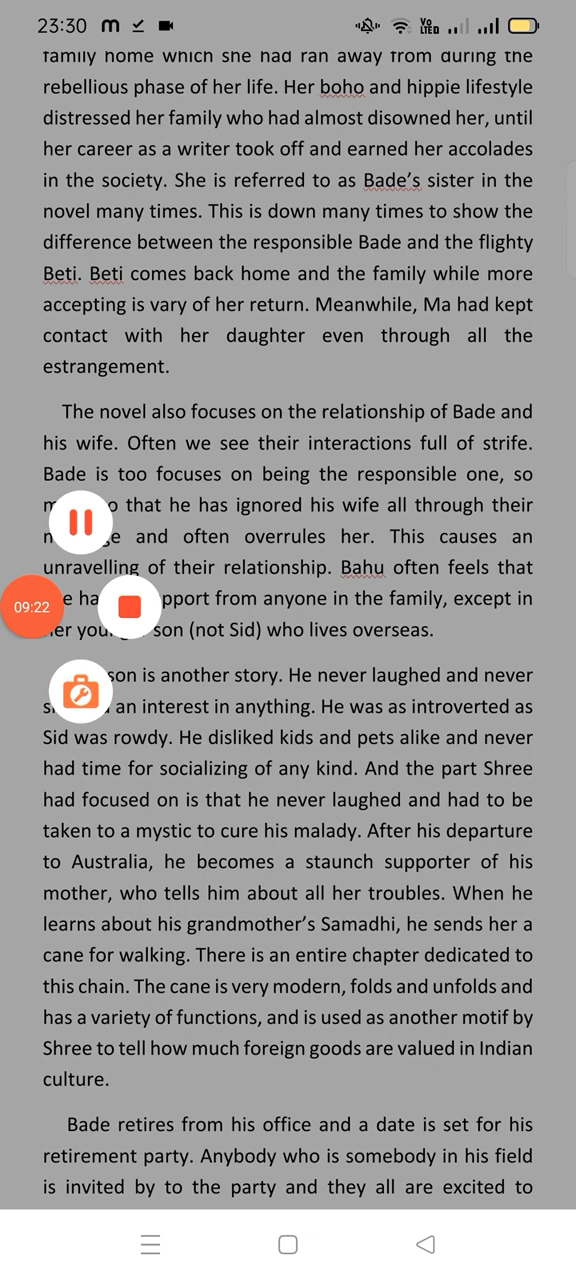 23:30
VO LTED
family home which she had ran away from during the
rebellious phase of her life. Her boho and hippie lifestyle
distressed her family who had almost disowned her, until
her career as a writer took off and earned her accolades
in the society. She is referred to as Bade's sister in the
novel many times. This is down many times to show the
difference between the responsible Bade and the flighty
Beti. Beti comes back home and the family while more
accepting is vary of her return. Meanwhile, Ma had kept
contact with her daughter even through all the
estrangement.
The novel also focuses on the relationship of Bade and
his wife. Often we see their interactions full of strife.
Bade is too focuses on being the responsible one, so
that he has ignored his wife all through their
and often overrules her. This causes an
unravelling of their relationship. Bahu often feels that
from anyone in the family, except in
son (not Sid) who lives overseas.
09:22
son is another story. He never laughed and never
an interest in anything. He was as introverted as
Sid was rowdy. He disliked kids and pets alike and never
had time for socializing of any kind. And the part Shree
had focused on is that he never laughed and had to be
taken to a mystic to cure his malady. After his departure
to Australia, he becomes a staunch supporter of his
mother, who tells him about all her troubles. When he
learns about his grandmother's Samadhi, he sends her a
cane for walking. There is an entire chapter dedicated to
this chain. The cane is very modern, folds and unfolds and
has a variety of functions, and is used as another motif by
Shree to tell how much foreign goods are valued in Indian
culture.
Bade retires from his office and a date is set for his
retirement party. Anybody who is somebody in his field
is invited by to the party and they all are excited to